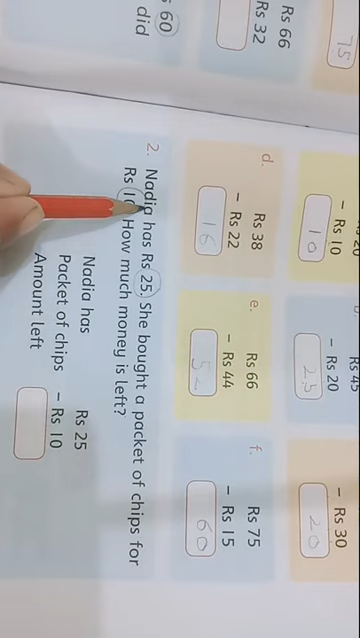 75
Rs 66
Rs 32
60
did
– Rs 10
10
Rs 45
– Rs 20
25
– Rs 30
20
d.
Rs 38
– Rs 22
16
e.
Rs 66
– Rs 44
f.
Rs 75
– Rs 15
60
2. Nadia has Rs 25. She bought a packet of chips for
Rs 10. How much money is left?
Nadia has Rs 25
Packet of chips – Rs 10
Amount left